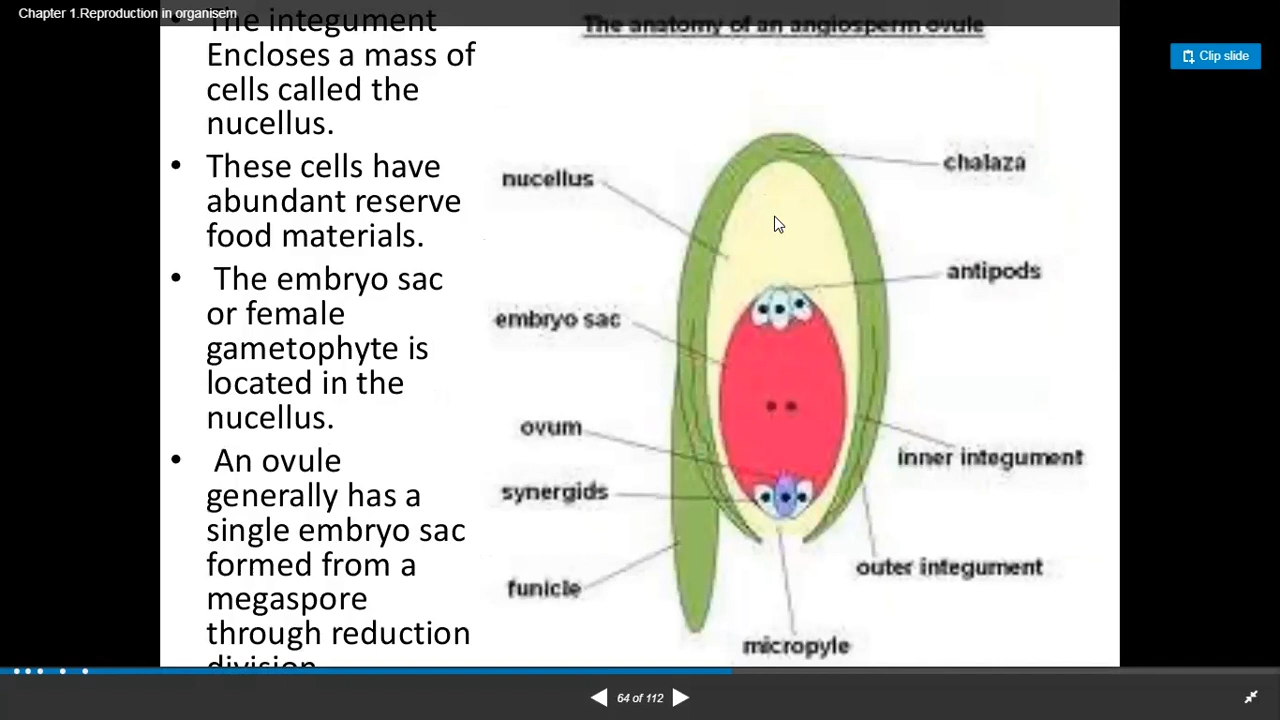 Chapter 1.Reproduction in organisem
The integument
Encloses a mass of
cells called the
nucellus.
• These cells have
abundant reserve
food materials.
• The embryo sac
or female
gametophyte is
located in the
nucellus.
• An ovule
generally has a
single embryo sac
formed from a
megaspore
through reduction
division
The anatomy of an angiosperm ovule
chalaza
nucellus
antipods
embryo sac
ovum
inner integument
synergids
outer integument
funicle
micropyle
Clip slide
64 of 112